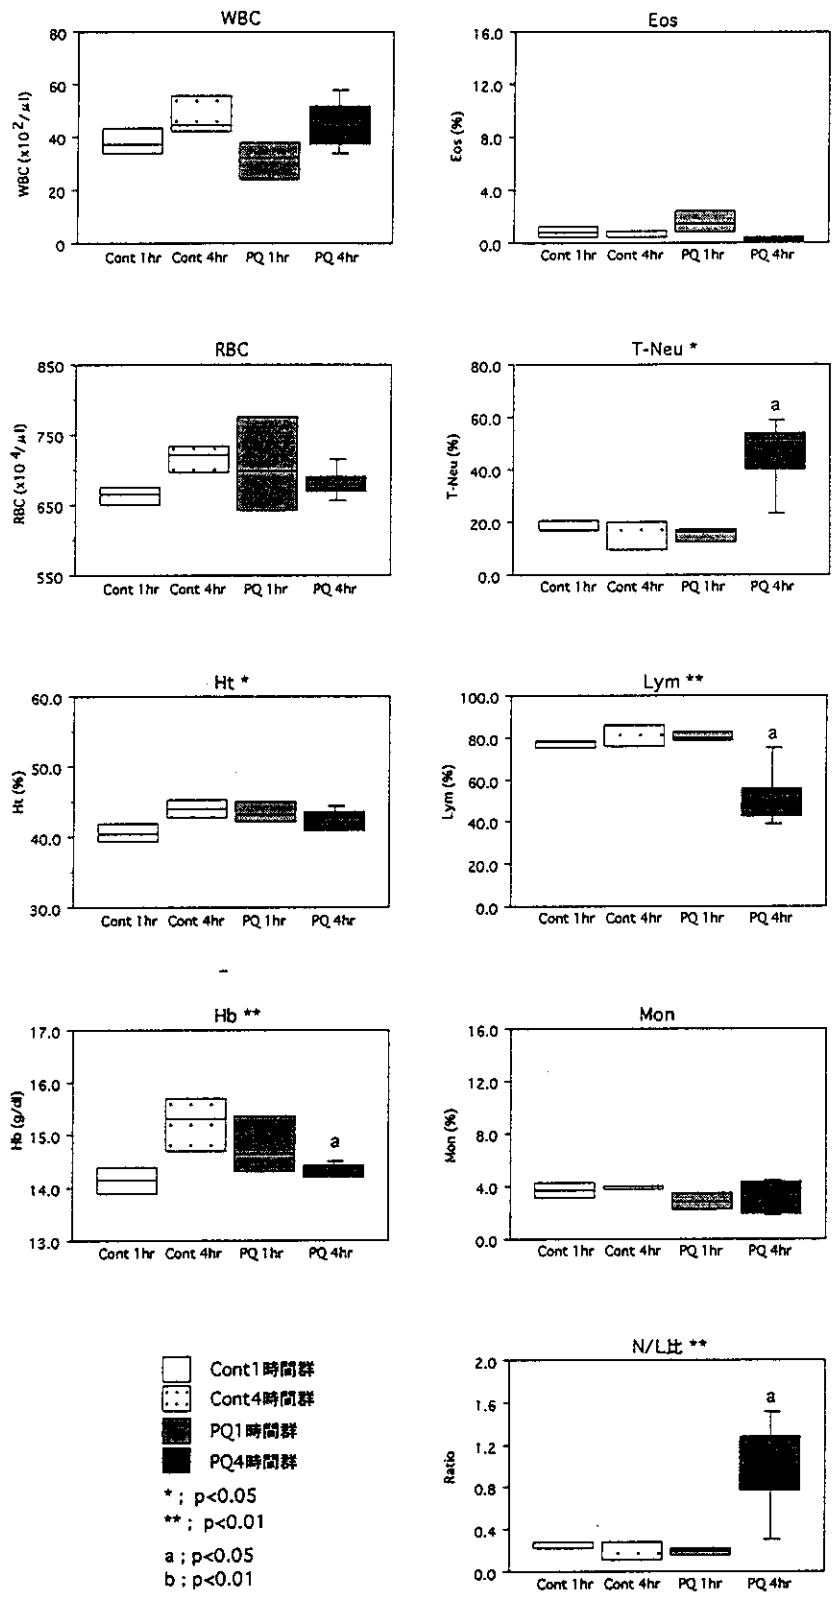 WBC
80
60
40
20
0
WBC (x10²/μl)
Cont 1hr Cont 4hr PQ 1hr PQ 4hr
Eos
16.0
12.0
8.0
4.0
0.0
Eos (%)
Cont 1hr Cont 4hr PQ 1hr PQ 4hr
RBC
850
750
650
550
RBC (x10⁴/μl)
Cont 1hr Cont 4hr PQ 1hr PQ 4hr
T-Neu *
80.0
60.0
40.0
20.0
0.0
T-Neu (%)
a
Cont 1hr Cont 4hr PQ 1hr PQ 4hr
Ht *
60.0
50.0
40.0
30.0
Ht (%)
Cont 1hr Cont 4hr PQ 1hr PQ 4hr
Lym **
100.0
80.0
60.0
40.0
20.0
0.0
Lym (%)
a
Cont 1hr Cont 4hr PQ 1hr PQ 4hr
Hb **
17.0
16.0
15.0
14.0
13.0
Hb (g/dl)
a
Cont 1hr Cont 4hr PQ 1hr PQ 4hr
Mon
16.0
12.0
8.0
4.0
0.0
Mon (%)
Cont 1hr Cont 4hr PQ 1hr PQ 4hr
Cont1時間群
Cont4時間群
PQ1時間群
PQ4時間群
* ; p<0.05
** ; p<0.01
a ; p<0.05
b ; p<0.01
N/L比 **
2.0
1.6
1.2
0.8
0.4
0.0
Ratio
a
Cont 1hr Cont 4hr PQ 1hr PQ 4hr